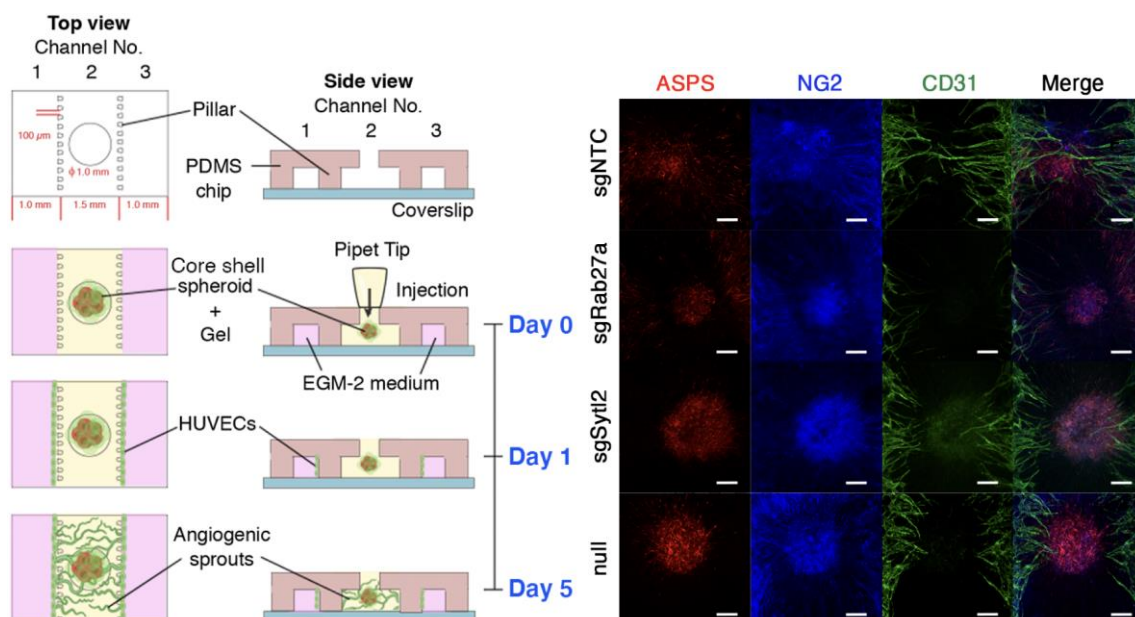 Top view
Channel No.
1 2 3
100 µm
ϕ1.0 mm
1.0 mm 1.5 mm 1.0 mm
Pillar
PDMS
chip
Side view
Channel No.
1 2 3
Coverslip
Core shell
spheroid
+
Gel
Pipet Tip
Injection
Day 0
EGM-2 medium
HUVECs
Day 1
Angiogenic
sprouts
Day 5
ASPS NG2 CD31 Merge
sgNTC
sgRab27a
sgSytl2
null